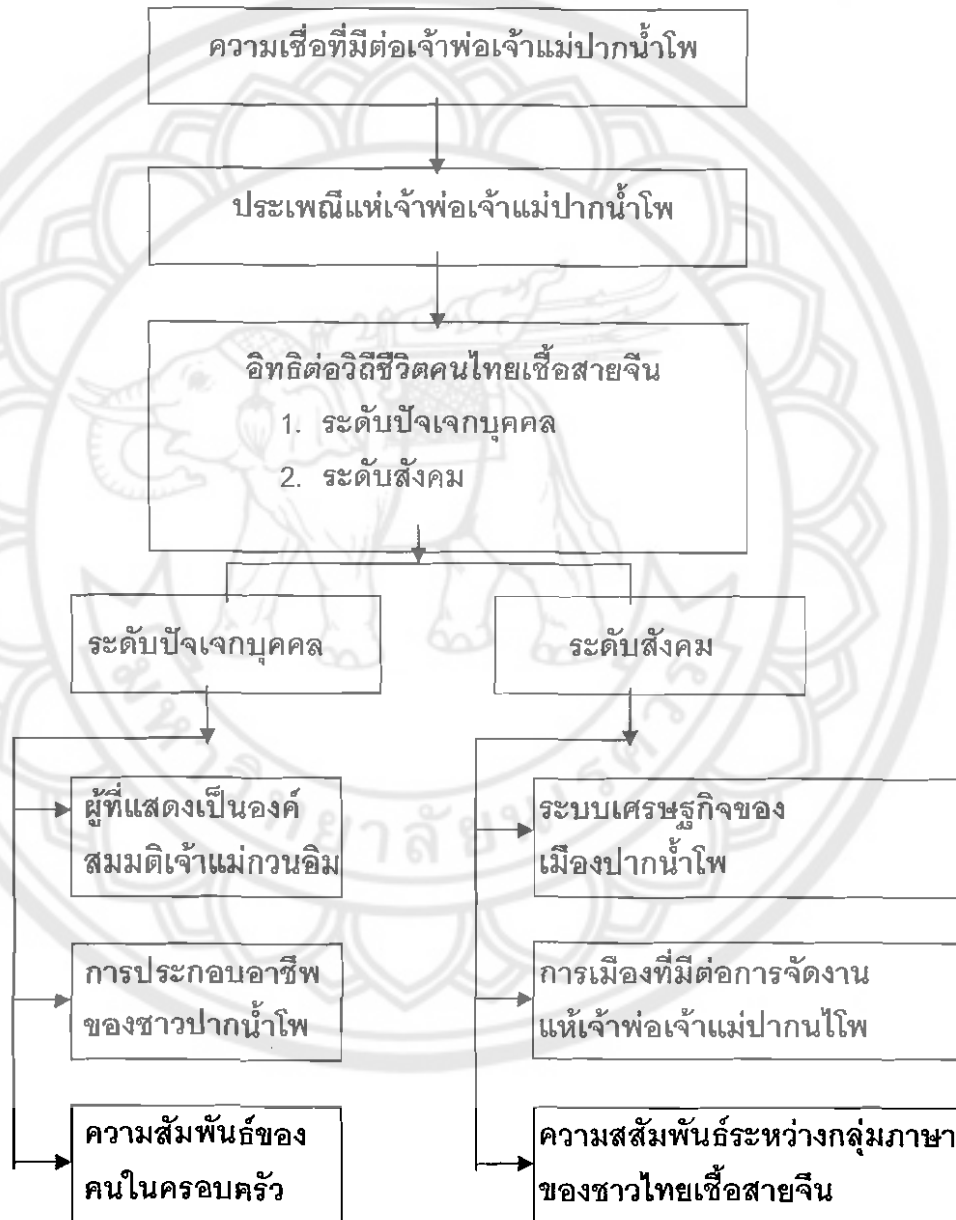 ความเชื่อที่มีต่อเจ้าพ่อเจ้าแม่ปากน้ำโพ
ประเพณีแห่เจ้าพ่อเจ้าแม่ปากน้ำโพ
อิทธิต่อวิถีชีวิตคนไทยเชื้อสายจีน
1. ระดับปัจเจกบุคคล
2. ระดับสังคม
ระดับปัจเจกบุคคล
ระดับสังคม
ผู้ที่แสดงเป็นองค์
สมมติเจ้าแม่กวนอิม
ระบบเศรษฐกิจของ
เมืองปากน้ำโพ
การประกอบอาชีพ
ของชาวปากน้ำโพ
การเมืองที่มีต่อการจัดงาน
แห้เจ้าพ่อเจ้าแม่ปากนไโพ
ความสัมพันธ์ของ
คนในครอบครัว
ความสสัมพันธ์ระหว่างกลุ่มภาษา
ของชาวไทยเชื้อสายจีน
มหาวิทยาลัยนเรศวร